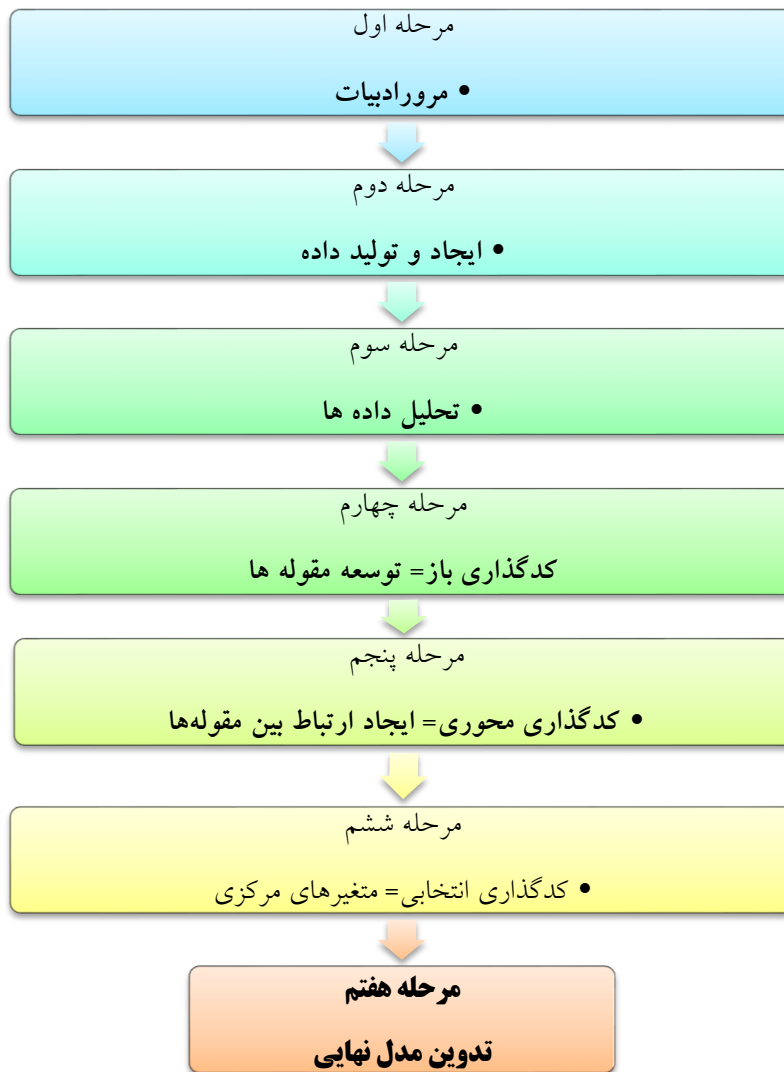 مرحله اول
• مرورادبیات
مرحله دوم
• ایجاد و تولید داده
مرحله سوم
• تحلیل داده ها
مرحله چهارم
کدگذاری باز= توسعه مقوله ها
مرحله پنجم
• کدگذاری محوری= ایجاد ارتباط بین مقوله‌ها
مرحله ششم
• کدگذاری انتخابی= متغیرهای مرکزی
مرحله هفتم
تدوین مدل نهایی